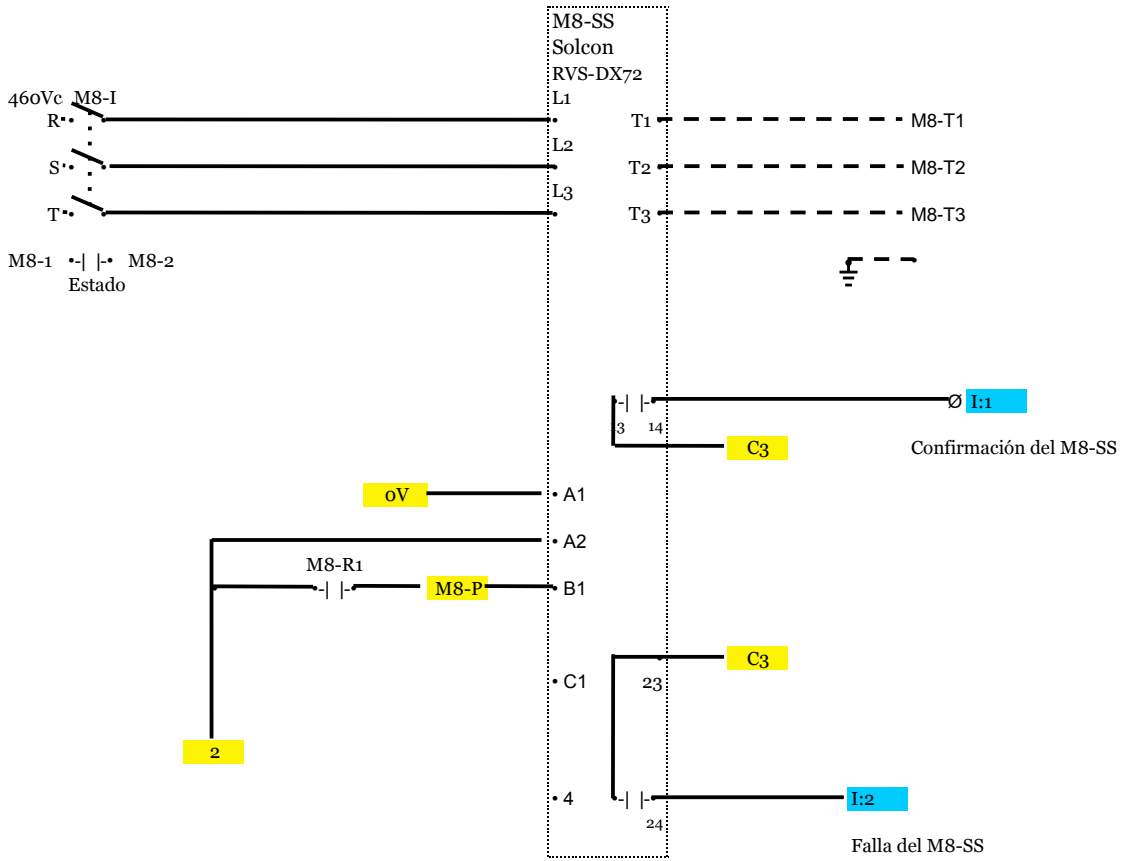 M8-SS
Solcon
RVS-DX72
460Vc M8-I
L1
R
T1
M8-T1
L2
S
T2
M8-T2
L3
T
T3
M8-T3
M8-1
M8-2
Estado
I:1
13 14
C3
Confirmación del M8-SS
0V
A1
A2
M8-R1
M8-P
B1
C3
C1
23
2
4
I:2
24
Falla del M8-SS